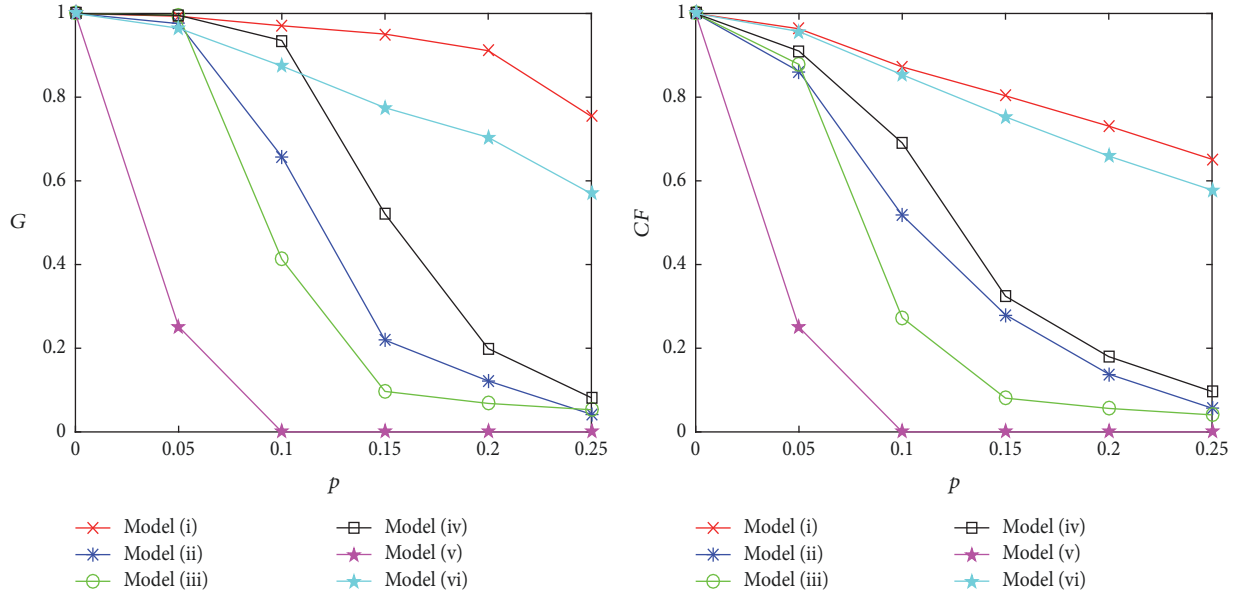 1
0.8
0.6
G
0.4
0.2
0
0 0.05 0.1 0.15 0.2 0.25
p
Model (i)
Model (ii)
Model (iii)
Model (iv)
Model (v)
Model (vi)
1
0.8
0.6
CF
0.4
0.2
0
0 0.05 0.1 0.15 0.2 0.25
p
Model (i)
Model (ii)
Model (iii)
Model (iv)
Model (v)
Model (vi)